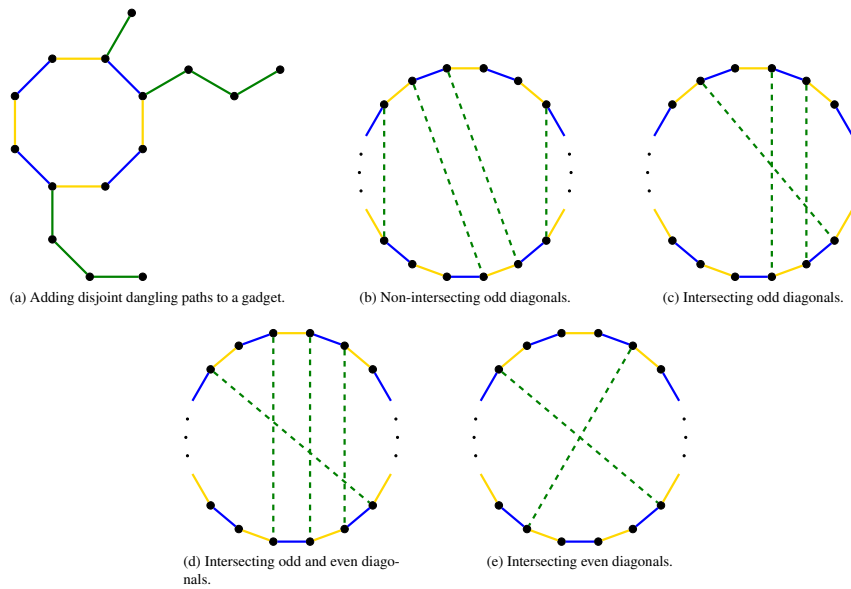 (a) Adding disjoint dangling paths to a gadget.
(b) Non-intersecting odd diagonals.
(c) Intersecting odd diagonals.
(d) Intersecting odd and even diago-
nals.
(e) Intersecting even diagonals.